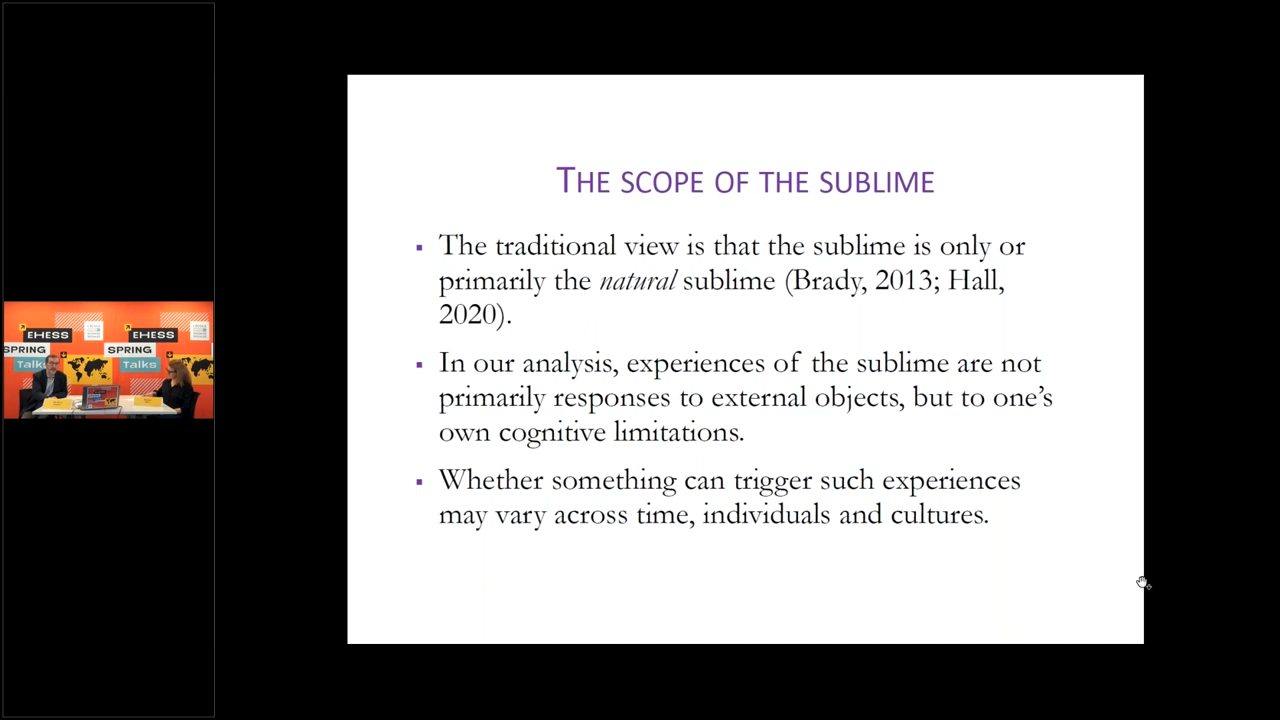 THE SCOPE OF THE SUBLIME
▪ The traditional view is that the sublime is only or
primarily the natural sublime (Brady, 2013; Hall,
2020).
▪ In our analysis, experiences of the sublime are not
primarily responses to external objects, but to one’s
own cognitive limitations.
▪ Whether something can trigger such experiences
may vary across time, individuals and cultures.
EHESS
EHESS
SPRING
SPRING
Talks
Talks